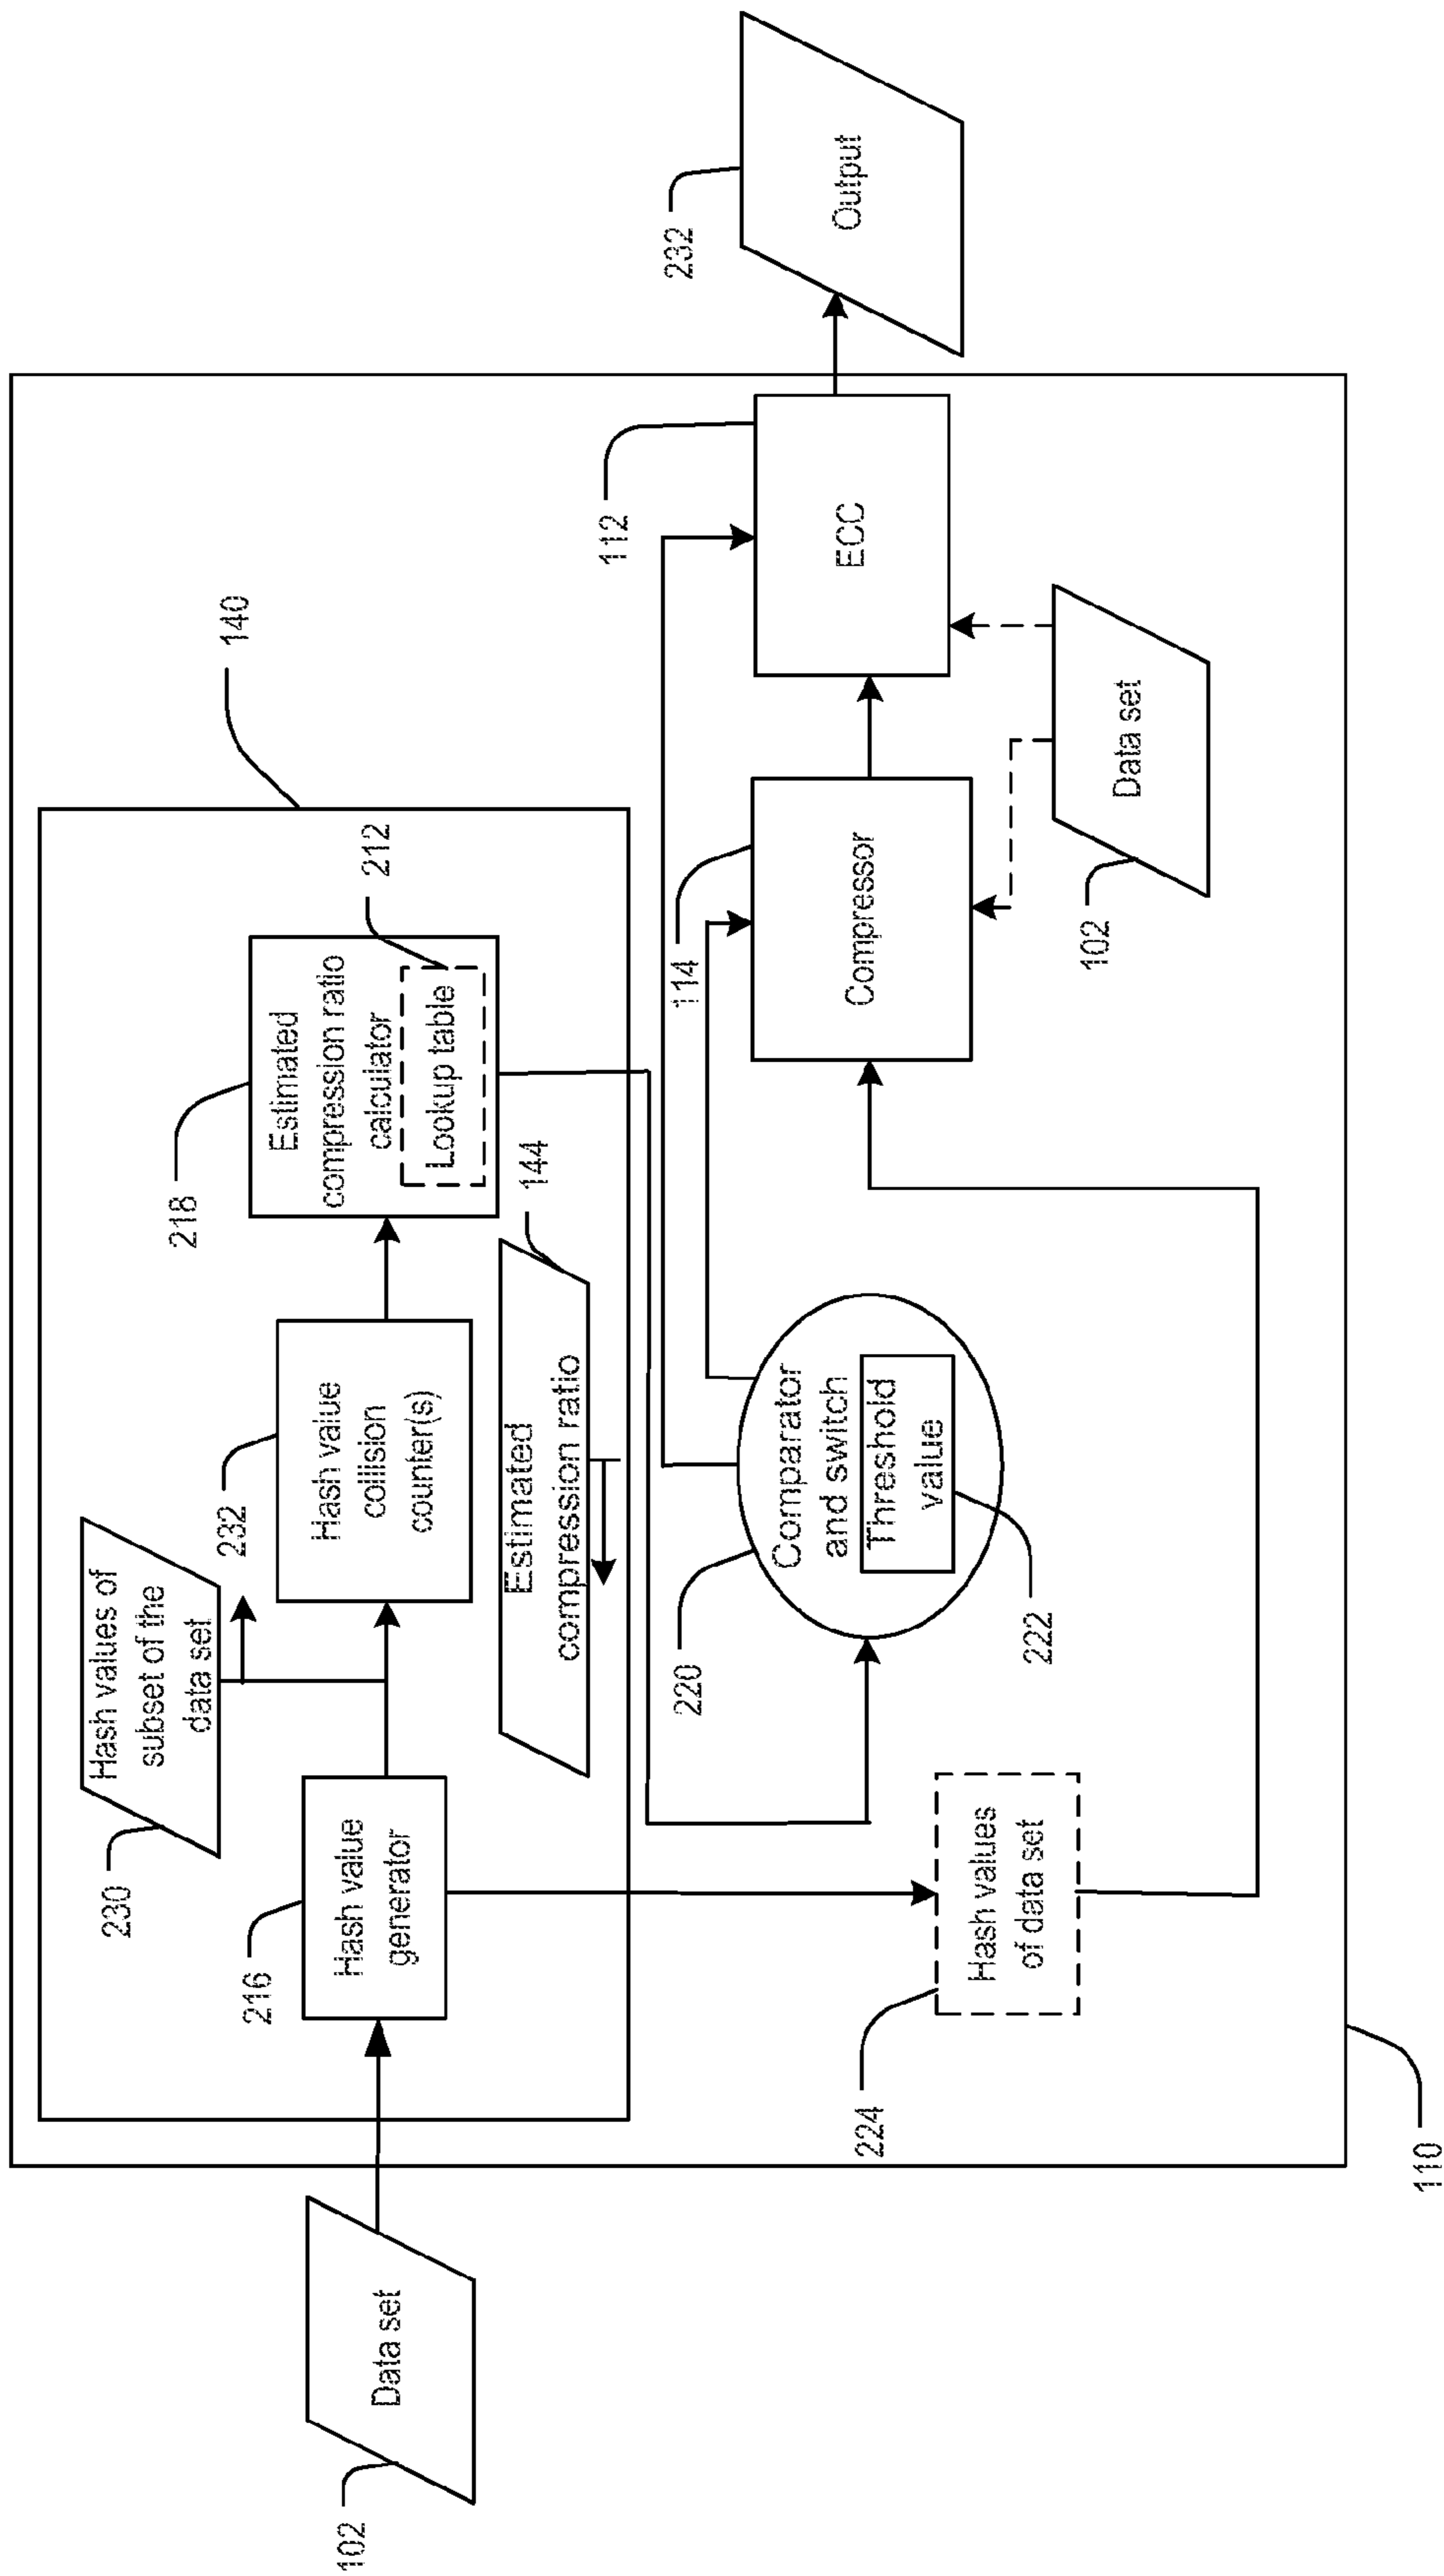 140
230
Hash values of
subset of the
data set
232
218
212
216
Hash value
generator
Hash value
collision
counter(s)
Estimated
compression ratio
calculator
Lookup table
102
Data set
Estimated
compression ratio
144
114
112
232
220
Comparator
and switch
Threshold
value
222
Compressor
ECC
Output
224
Hash values
of data set
102
Data set
110